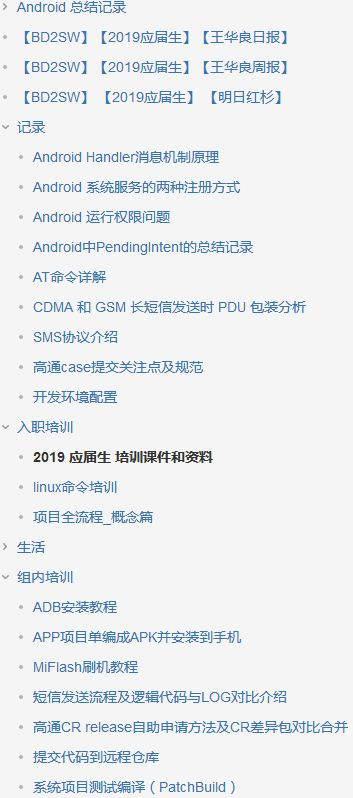 Android 总结记录
【BD2SW】【2019应届生】【王华良日报】
【BD2SW】【2019应届生】【王华良周报】
【BD2SW】 【2019应届生】 【明日红杉】
记录
Android Handler消息机制原理
Android 系统服务的两种注册方式
Android 运行权限问题
Android中PendingIntent的总结记录
AT命令详解
CDMA 和 GSM 长短信发送时 PDU 包装分析
SMS协议介绍
高通case提交关注点及规范
开发环境配置
入职培训
2019 应届生 培训课件和资料
linux命令培训
项目全流程_概念篇
生活
组内培训
ADB安装教程
APP项目单编成APK并安装到手机
MiFlash刷机教程
短信发送流程及逻辑代码与LOG对比介绍
高通CR release自助申请方法及CR差异包对比合并
提交代码到远程仓库
系统项目测试编译（PatchBuild）